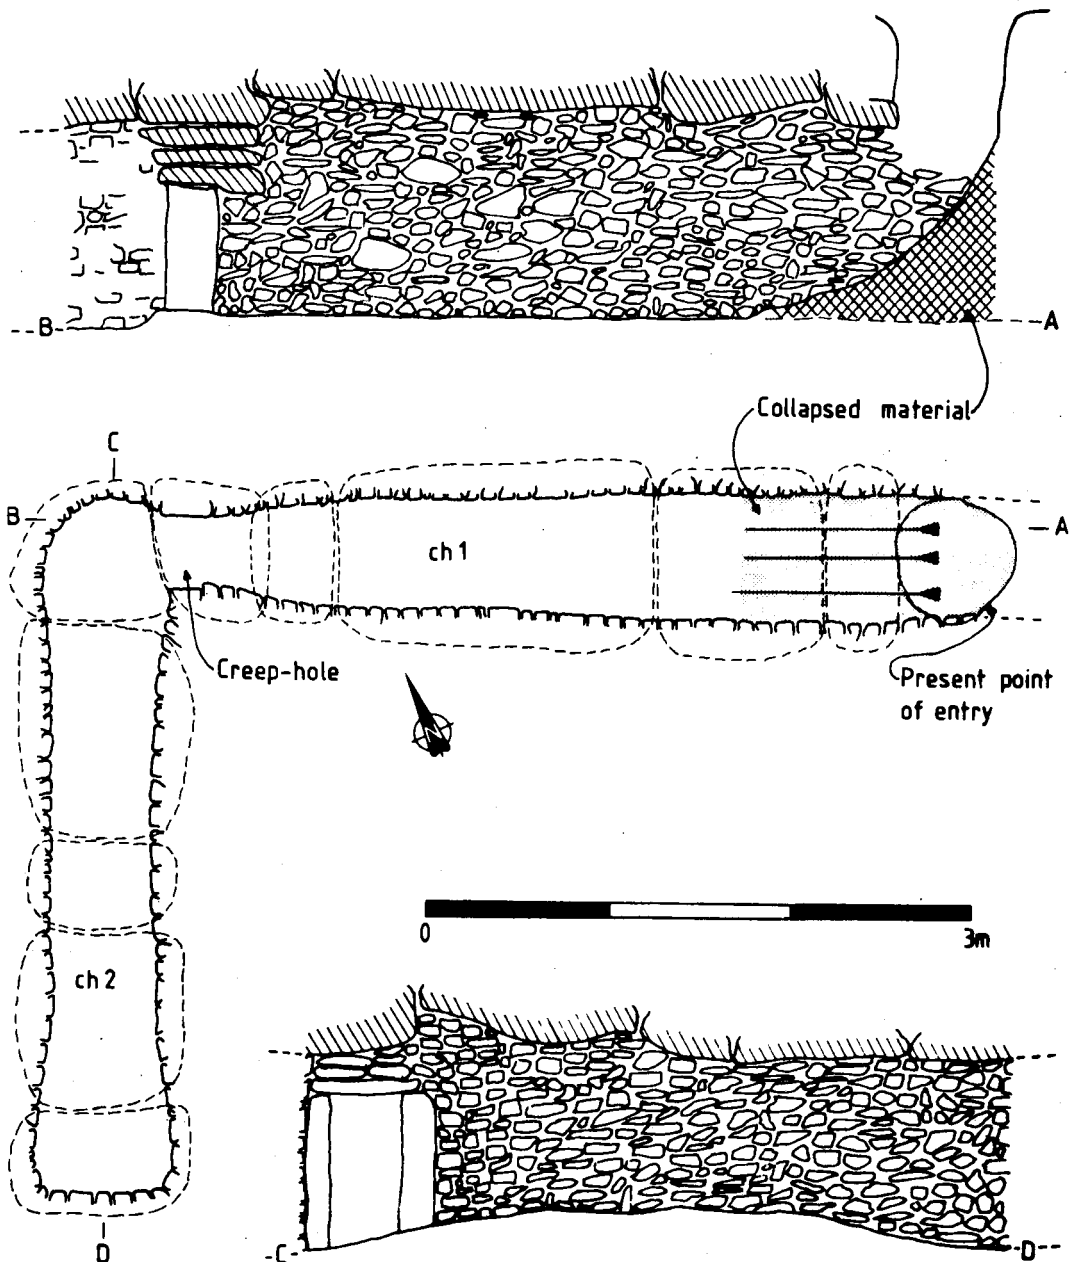 B
A
Collapsed material
C
B
A
ch 1
Creep-hole
Present point
of entry
N
0
3m
ch 2
D
C
D